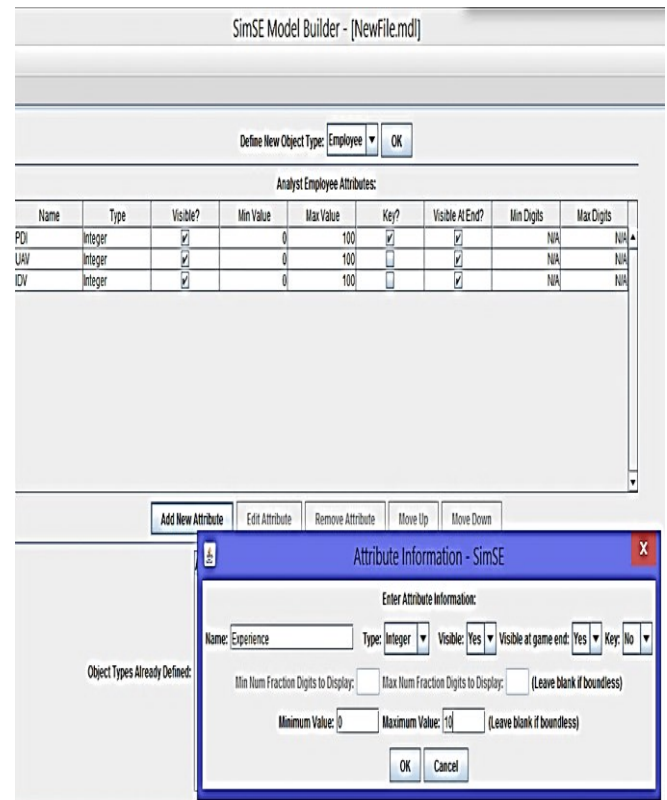 SimSE Model Builder - [NewFile.mdl]
Define New Object Type: Employee OK
Analyst Employee Attributes:
Name Type Visible? Min Value Max Value Key? Visible At End? Min Digits Max Digits
PDI Integer 0 100 N/A N/A
UAV Integer 0 100 N/A N/A
IDV Integer 0 100 N/A N/A
Add New Attribute Edit Attribute Remove Attribute Move Up Move Down
Attribute Information - SimSE X
Enter Attribute Information:
Name: Experience Type: Integer Visible: Yes Visible at game end: Yes Key: No
Object Types Already Defined:
Min Num Fraction Digits to Display: Max Num Fraction Digits to Display: (Leave blank if boundless)
Minimum Value: 0 Maximum Value: 10 (Leave blank if boundless)
OK Cancel